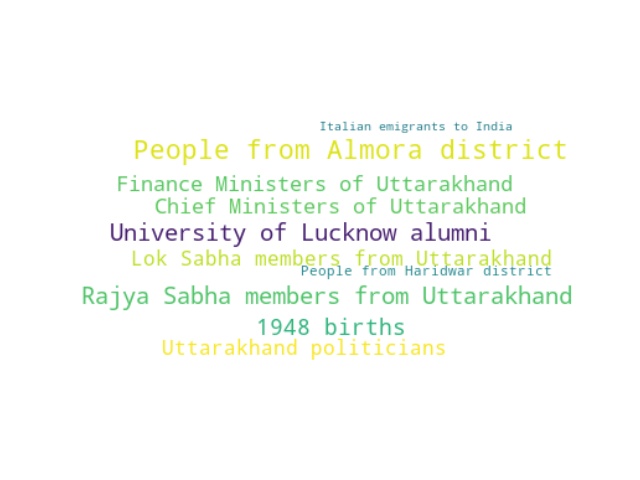 Italian emigrants to India
People from Almora district
Finance Ministers of Uttarakhand
Chief Ministers of Uttarakhand
University of Lucknow alumni
Lok Sabha members from Uttarakhand
People from Haridwar district
Rajya Sabha members from Uttarakhand
1948 births
Uttarakhand politicians